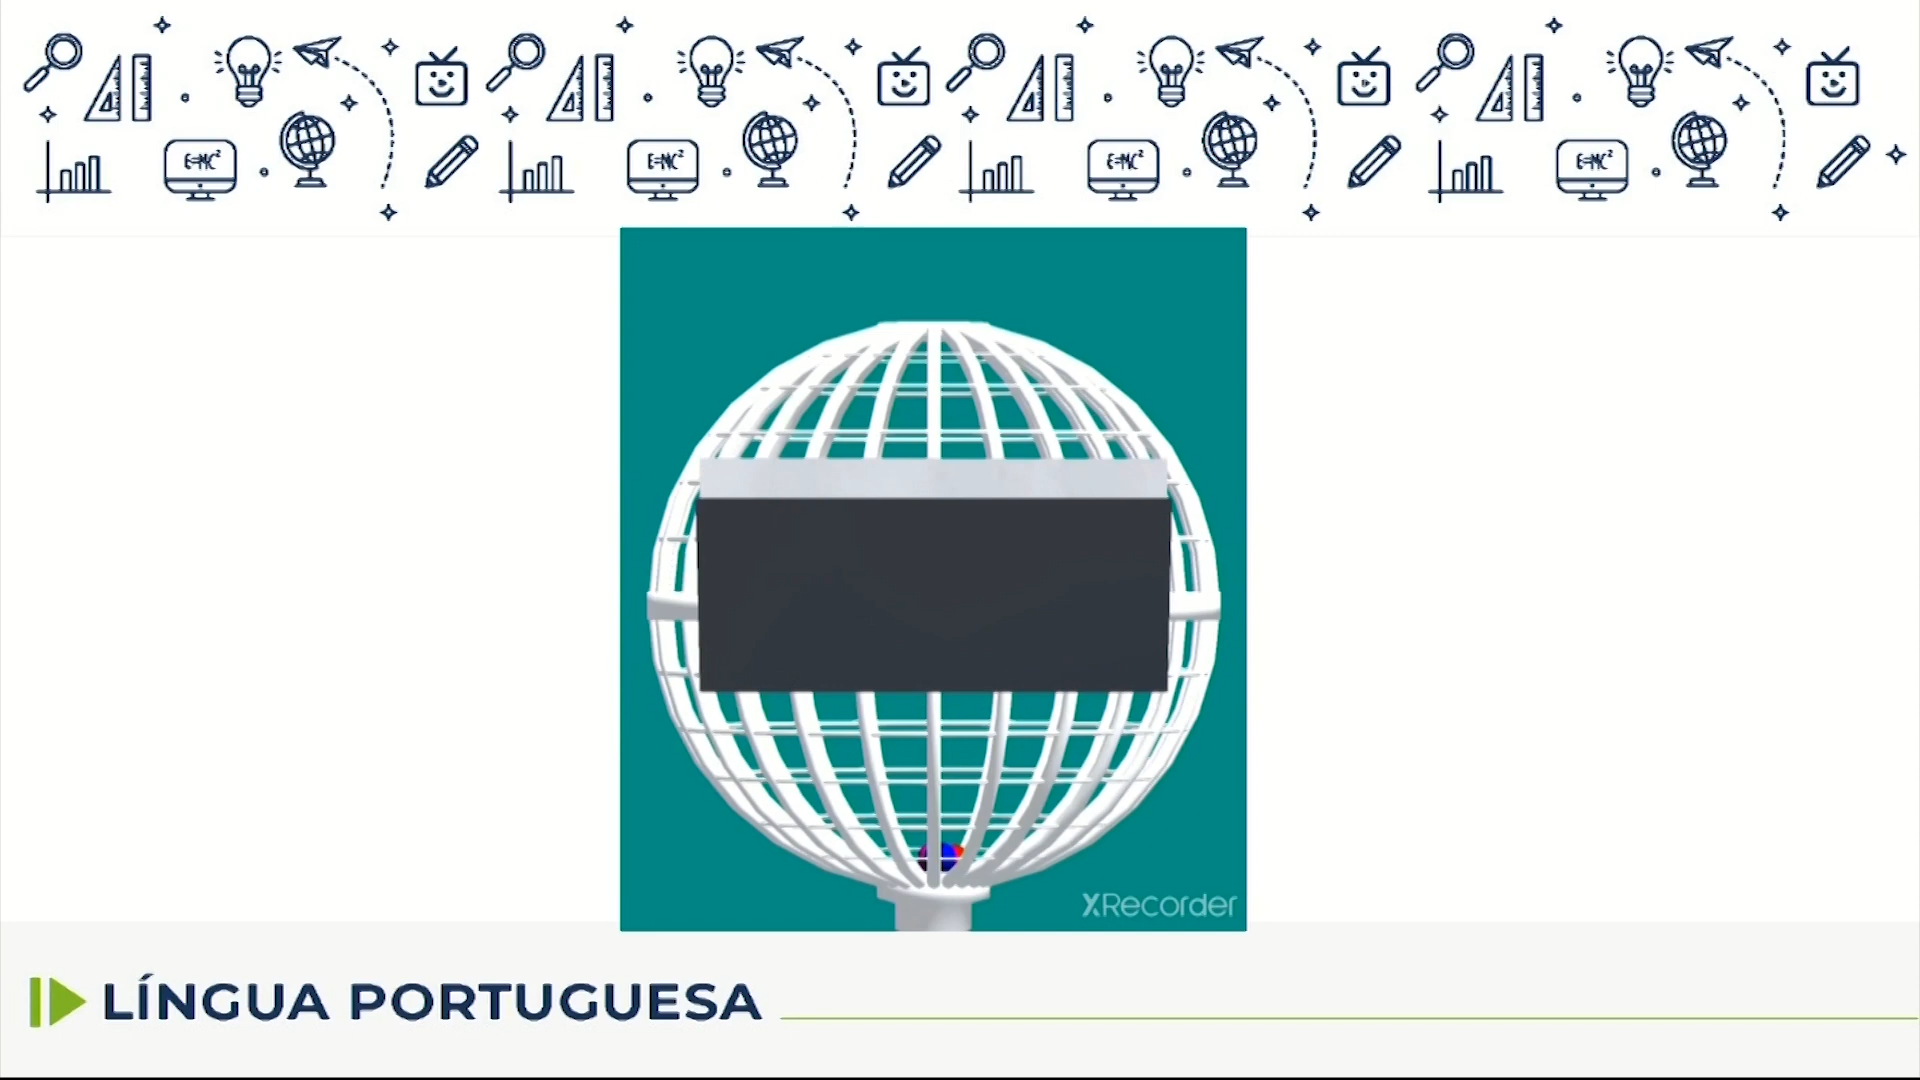 E=MC²
E=MC²
E=MC²
E=MC²
XRecorder
LÍNGUA PORTUGUESA